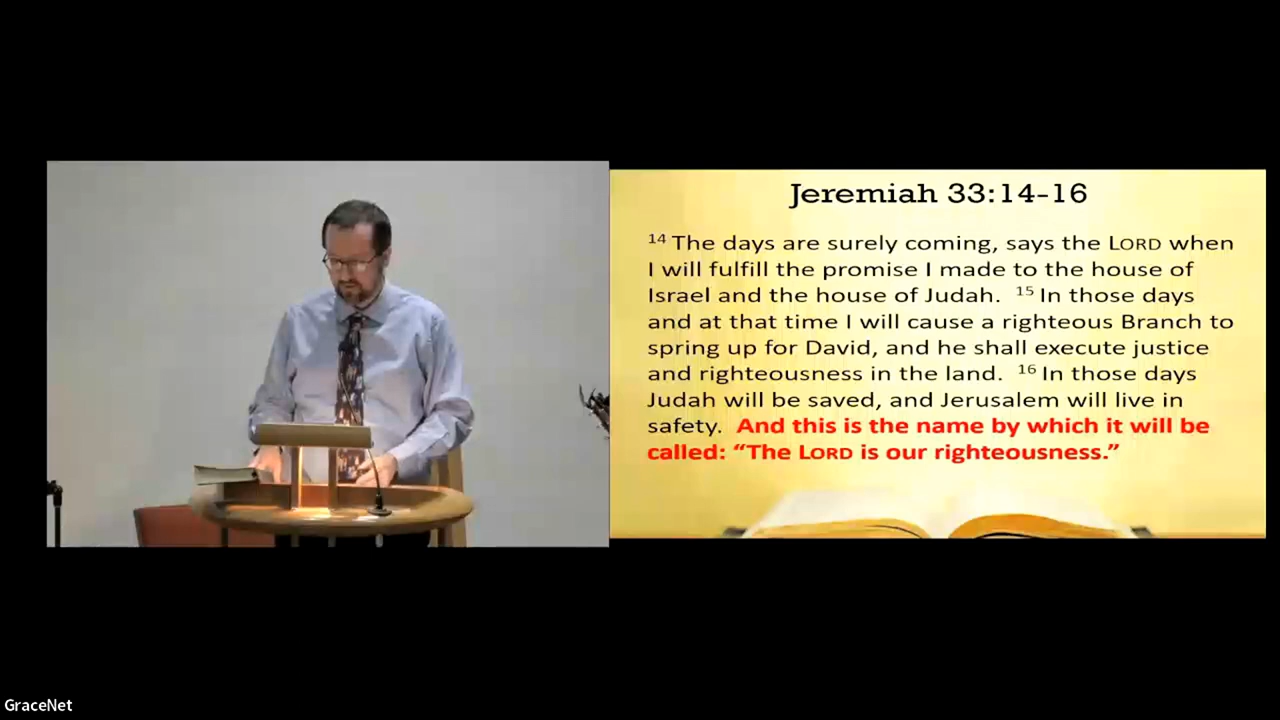 Jeremiah 33:14-16
14 The days are surely coming, says the LORD when
I will fulfill the promise I made to the house of
Israel and the house of Judah. 15 In those days
and at that time I will cause a righteous Branch to
spring up for David, and he shall execute justice
and righteousness in the land. 16 In those days
Judah will be saved, and Jerusalem will live in
safety. And this is the name by which it will be
called: “The LORD is our righteousness.”
GraceNet